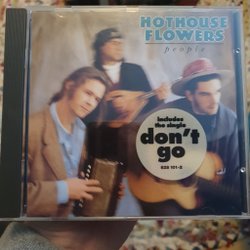 HOTHOUSE
FLOWERS
people
includes
the single
don't
go
828 101-2